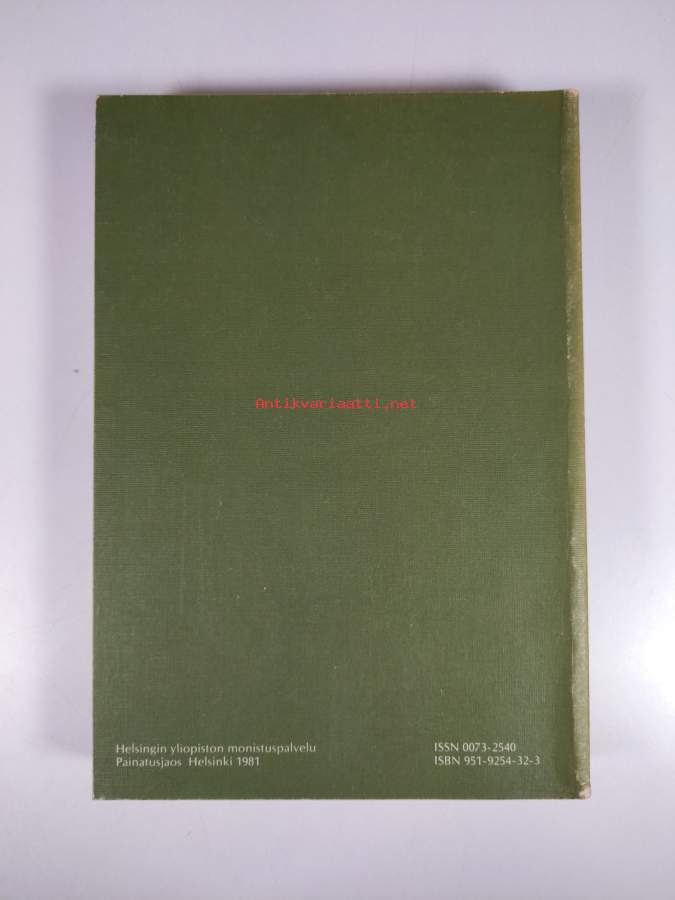 Antikvariaatti.net
Helsingin yliopiston monistuspalvelu
Painatusjaos Helsinki 1981
ISSN 0073-2540
ISBN 951-9254-32-3